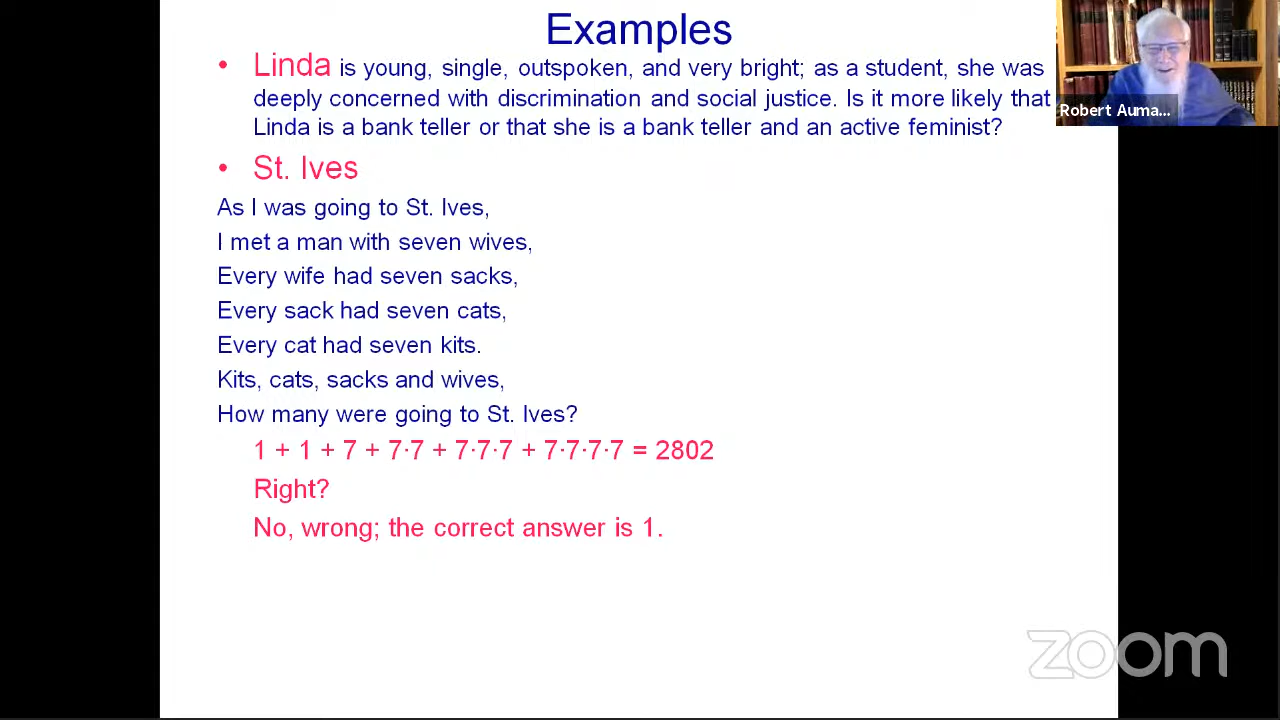 Examples
• Linda is young, single, outspoken, and very bright; as a student, she was
deeply concerned with discrimination and social justice. Is it more likely that
Linda is a bank teller or that she is a bank teller and an active feminist?
Robert Auma...
• St. Ives
As I was going to St. Ives,
I met a man with seven wives,
Every wife had seven sacks,
Every sack had seven cats,
Every cat had seven kits.
Kits, cats, sacks and wives,
How many were going to St. Ives?
1 + 1 + 7 + 7·7 + 7·7·7 + 7·7·7·7 = 2802
Right?
No, wrong; the correct answer is 1.
zoom